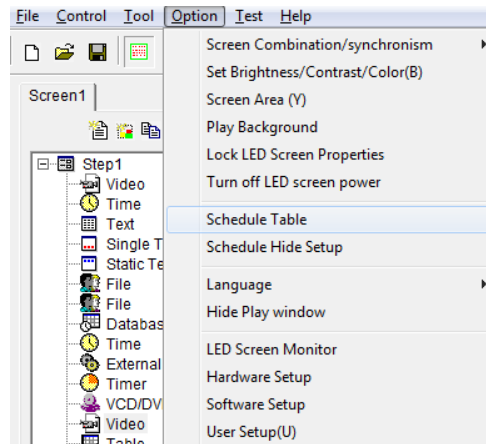 File Control Tool Option Test Help
Screen1
Step1
Video
Time
Text
Single T
Static Te
File
File
Databas
Time
External
Timer
VCD/DV
Video
Table
Screen Combination/synchronism
Set Brightness/Contrast/Color(B)
Screen Area (Y)
Play Background
Lock LED Screen Properties
Turn off LED screen power
Schedule Table
Schedule Hide Setup
Language
Hide Play window
LED Screen Monitor
Hardware Setup
Software Setup
User Setup(U)